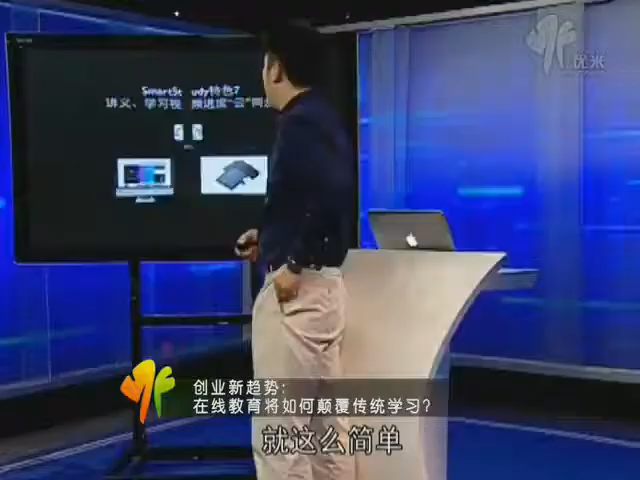 优米
SmartSt udy特色?
讲义、学习视 频进度"云"同
创业新趋势:
在线教育将如何颠覆传统学习?
就这么简单